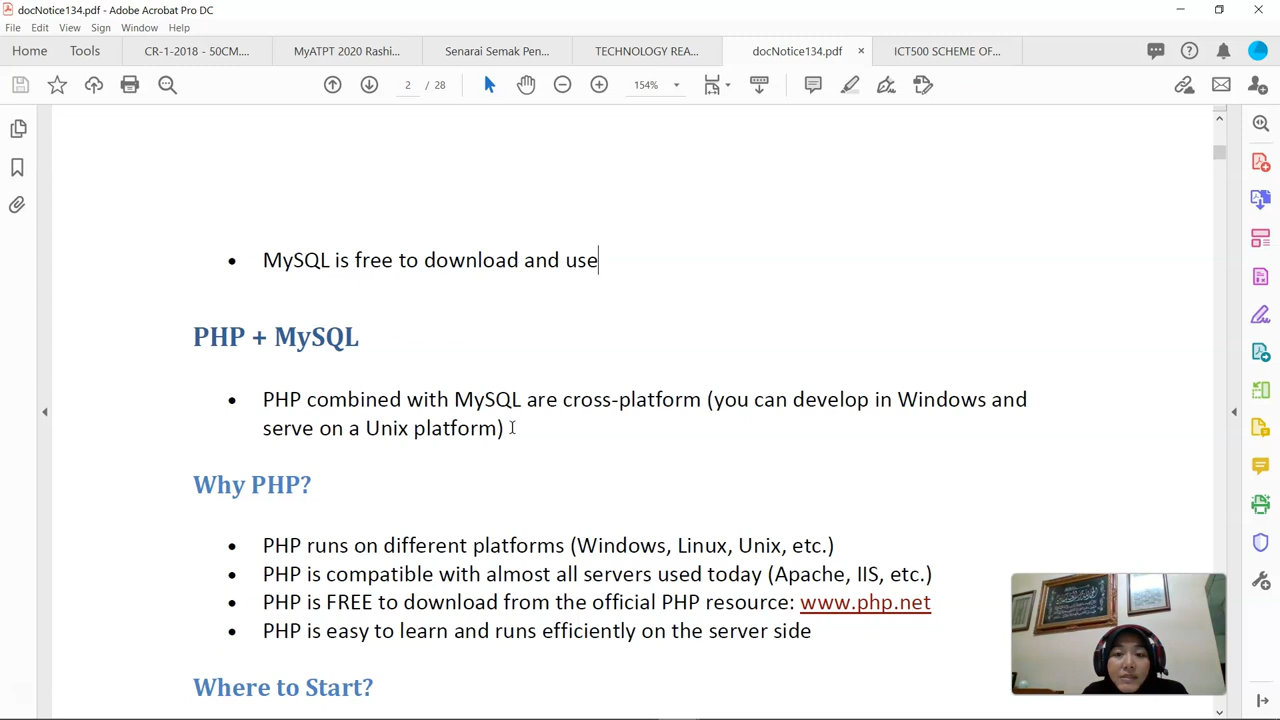 docNotice134.pdf - Adobe Acrobat Pro DC
File Edit View Sign Window Help
Home Tools CR-1-2018 - 50CM.... MyATPT 2020 Rashi... Senarai Semak Pen... TECHNOLOGY REA... docNotice134.pdf × ICT500 SCHEME OF...
2 / 28 154%
• MySQL is free to download and use
PHP + MySQL
• PHP combined with MySQL are cross-platform (you can develop in Windows and
serve on a Unix platform)
Why PHP?
• PHP runs on different platforms (Windows, Linux, Unix, etc.)
• PHP is compatible with almost all servers used today (Apache, IIS, etc.)
• PHP is FREE to download from the official PHP resource: www.php.net
• PHP is easy to learn and runs efficiently on the server side
Where to Start?